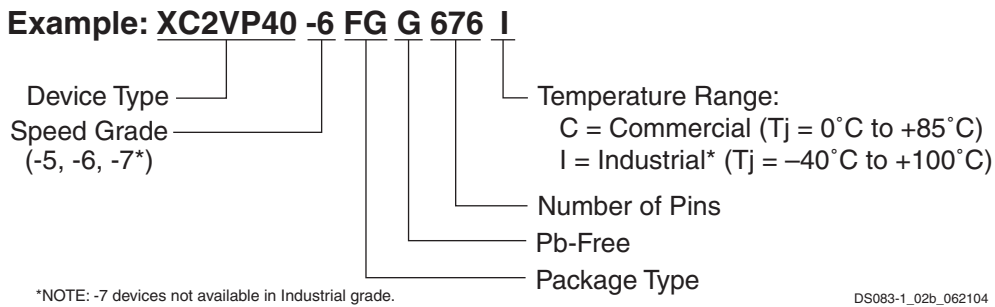 Example: XC2VP40 -6 FG G 676 I
Device Type
Speed Grade
(-5, -6, -7*)
Temperature Range:
C = Commercial (Tj = 0˚C to +85˚C)
I = Industrial* (Tj = –40˚C to +100˚C)
Number of Pins
Pb-Free
Package Type
*NOTE: -7 devices not available in Industrial grade.
DS083-1_02b_062104